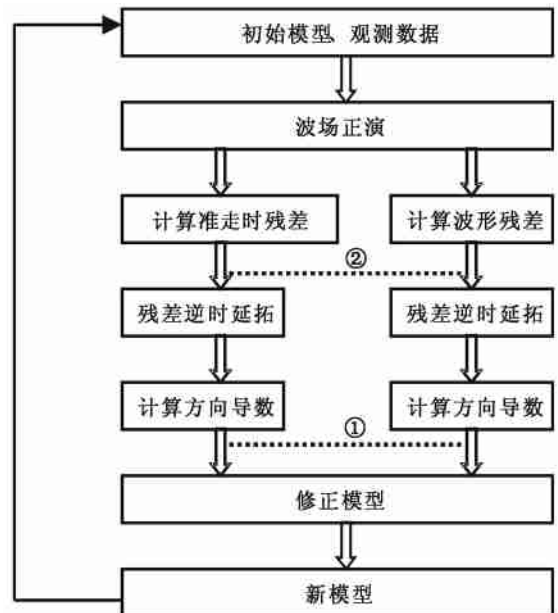 初始模型、观测数据
波场正演
计算准走时残差
计算波形残差
②
残差逆时延拓
残差逆时延拓
计算方向导数
计算方向导数
①
修正模型
新模型